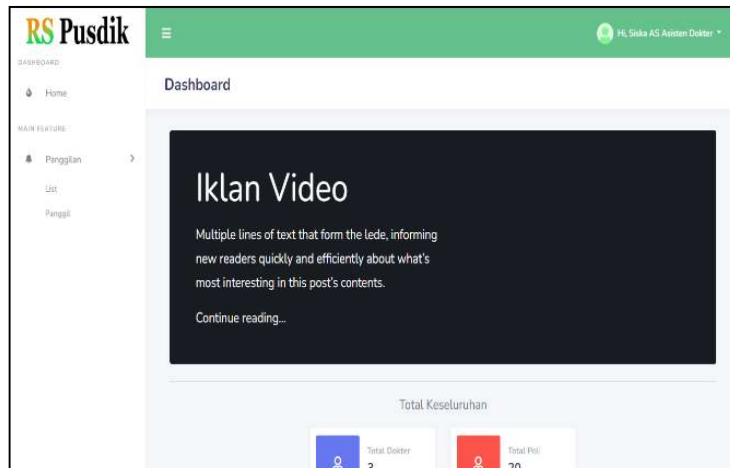 RS Pusdik
Hi, Siska AS Asisten Dokter
DASHBOARD
Home
MAIN FEATURE
Panggilan
List
Panggil
Dashboard
Iklan Video
Multiple lines of text that form the lede, informing
new readers quickly and efficiently about what's
most interesting in this post's contents.
Continue reading...
Total Keseluruhan
Total Dokter
3
Total Poli
20